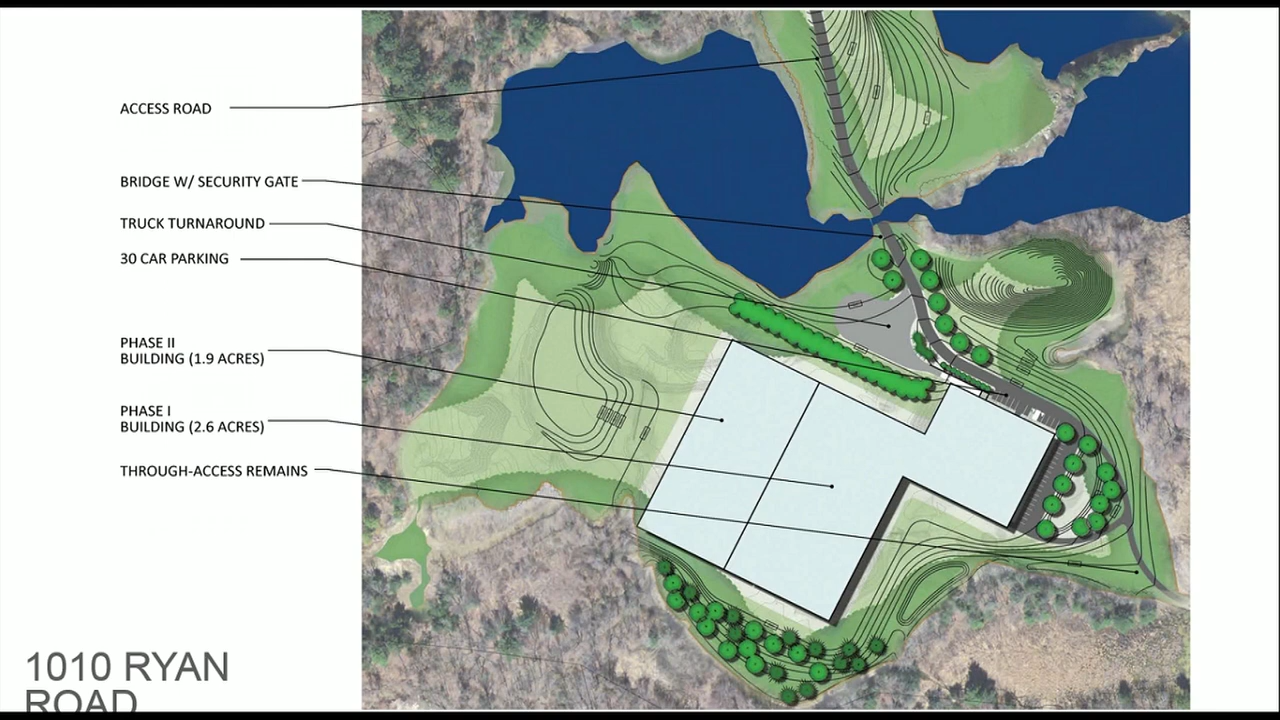 ACCESS ROAD
BRIDGE W/ SECURITY GATE
TRUCK TURNAROUND
30 CAR PARKING
PHASE II
BUILDING (1.9 ACRES)
PHASE I
BUILDING (2.6 ACRES)
THROUGH-ACCESS REMAINS
1010 RYAN
ROAD